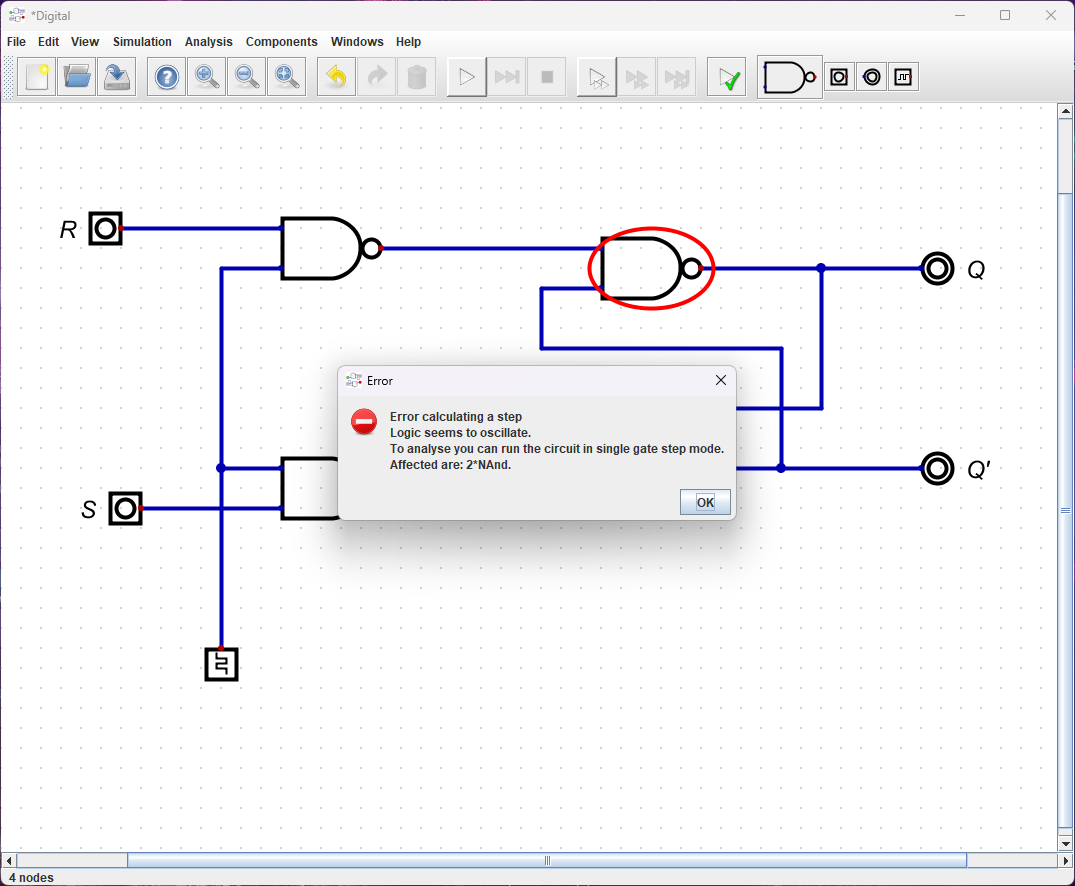 *Digital
File Edit View Simulation Analysis Components Windows Help
R
Q
Error
Error calculating a step
Logic seems to oscillate.
To analyse you can run the circuit in single gate step mode.
Affected are: 2*NAnd.
OK
Q'
S
4 nodes